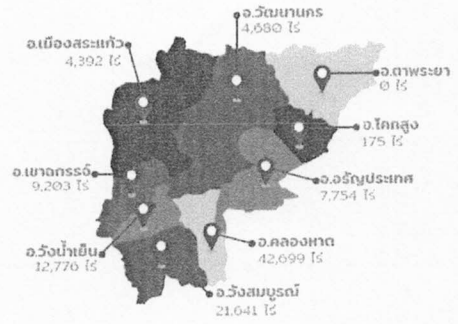 อ.วัฒนานคร
4,680 ไร่
อ.เมืองสระแก้ว
4,392 ไร่
อ.ตาพระยา
0 ไร่
อ.โคกสูง
175 ไร่
อ.เขาฉกรรจ์
9,203 ไร่
อ.อรัญประเทศ
7,754 ไร่
อ.คลองหาด
42,699 ไร่
อ.วังน้ำเย็น
12,776 ไร่
อ.วังสมบูรณ์
21,641 ไร่